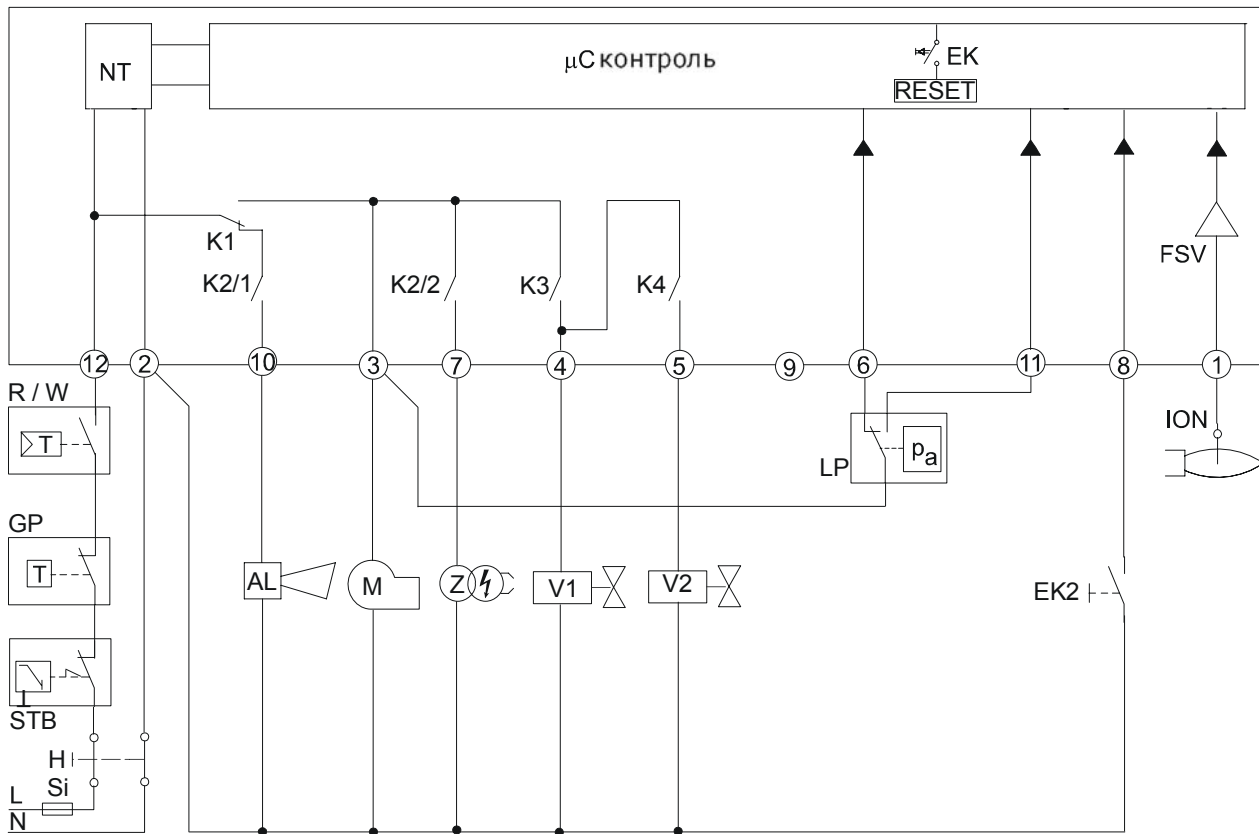 NT
μC контроль
EK
RESET
K1
K2/1
K2/2
K3
K4
FSV
12
2
10
3
7
4
5
9
6
11
8
1
R / W
T
LP
pa
ION
GP
T
AL
M
Z
V1
V2
EK2
STB
H
Si
L
N